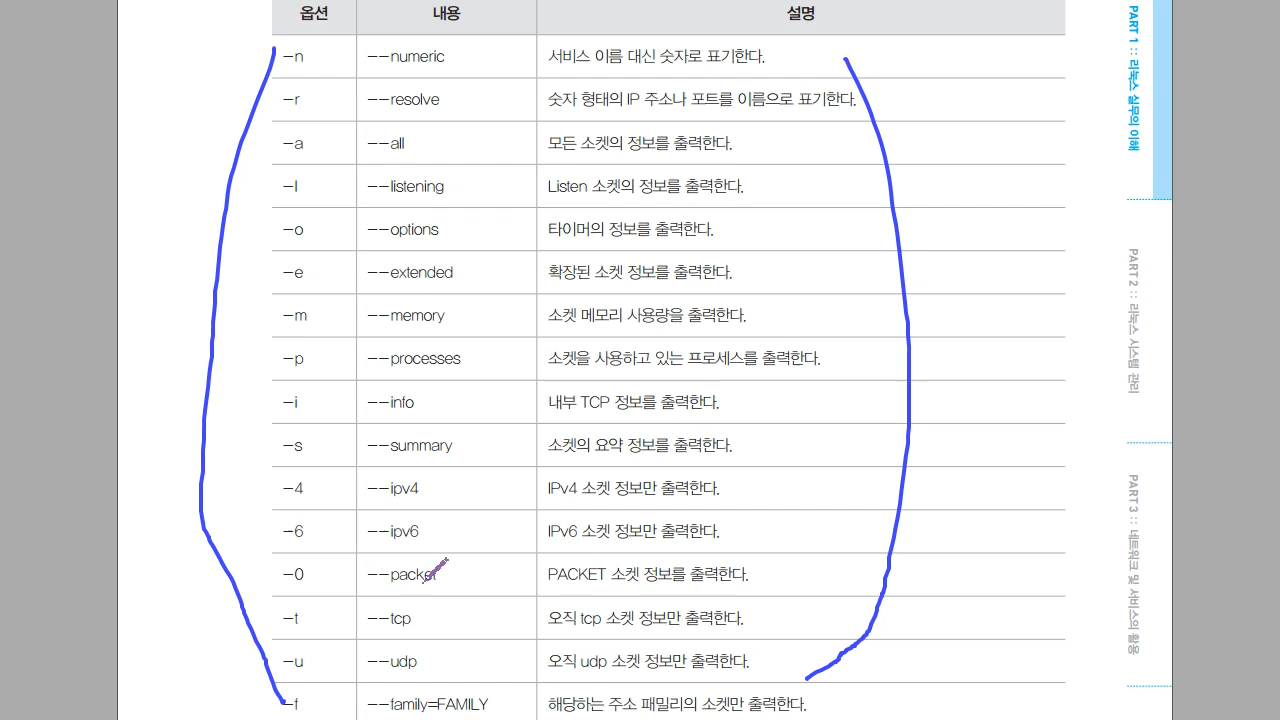 옵션 내용 설명
-n --numeric 서비스 이름 대신 숫자로 표기한다.
-r --resolve 숫자 형태의 IP 주소나 포트를 이름으로 표기한다.
-a --all 모든 소켓의 정보를 출력한다.
-l --listening Listen 소켓의 정보를 출력한다.
-o --options 타이머의 정보를 출력한다.
-e --extended 확장된 소켓 정보를 출력한다.
-m --memory 소켓 메모리 사용량을 출력한다.
-p --processes 소켓을 사용하고 있는 프로세스를 출력한다.
-i --info 내부 TCP 정보를 출력한다.
-s --summary 소켓의 요약 정보를 출력한다.
-4 --ipv4 IPv4 소켓 정보만 출력한다.
-6 --ipv6 IPv6 소켓 정보만 출력한다.
-0 --packet PACKET 소켓 정보를 출력한다.
-t --tcp 오직 tcp 소켓 정보만 출력한다.
-u --udp 오직 udp 소켓 정보만 출력한다.
-f --family=FAMILY 해당하는 주소 패밀리의 소켓만 출력한다.
PART 1 :: 리눅스 실무의 이해
PART 2 :: 리눅스 시스템 관리
PART 3 :: 네트워크 및 서비스의 활용